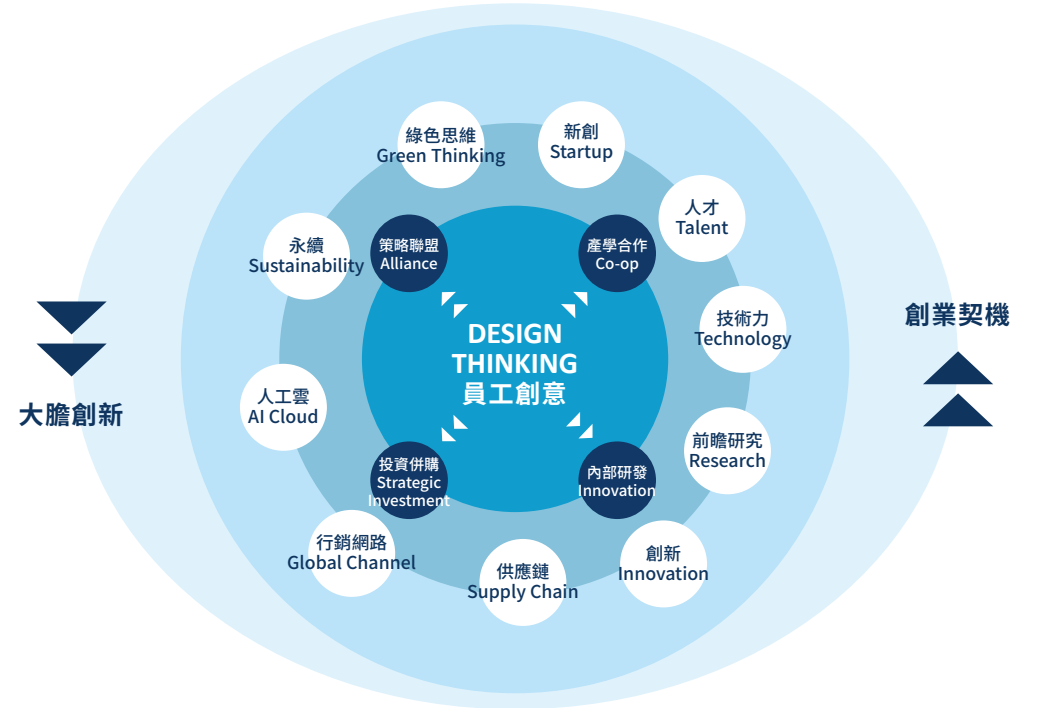 綠色思維
Green Thinking
新創
Startup
人才
Talent
永續
Sustainability
策略聯盟
Alliance
產學合作
Co-op
技術力
Technology
創業契機
DESIGN
THINKING
員工創意
大膽創新
人工雲
AI Cloud
前瞻研究
Research
投資併購
Strategic
Investment
內部研發
Innovation
行銷網路
Global Channel
供應鏈
Supply Chain
創新
Innovation